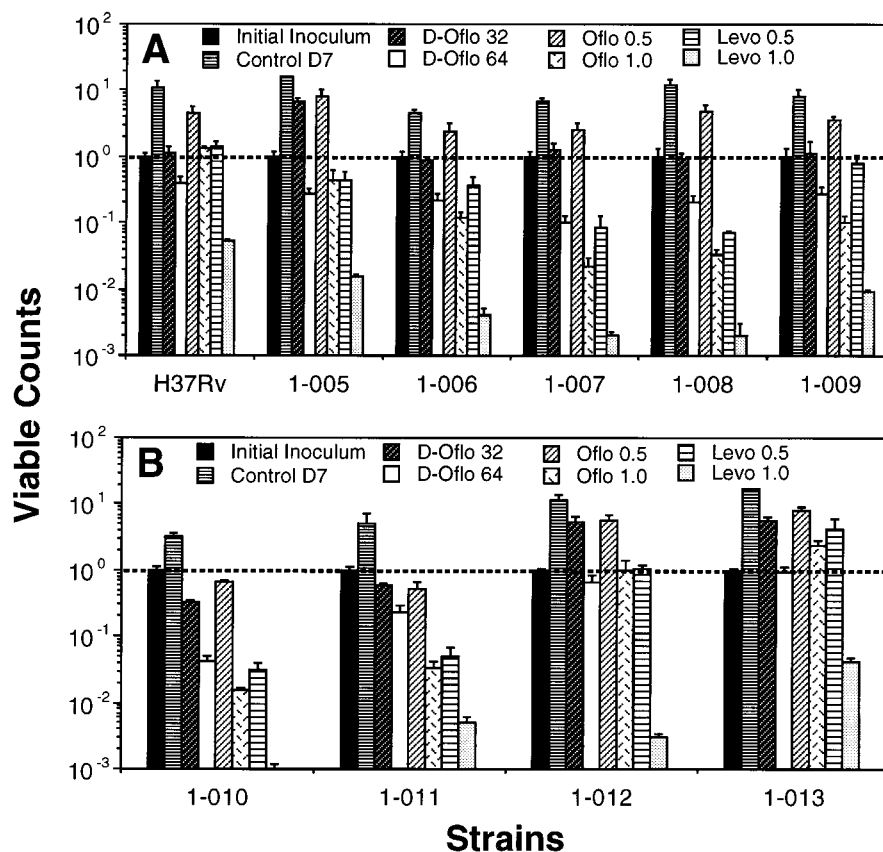 A
Initial Inoculum D-Oflo 32 Oflo 0.5 Levo 0.5
Control D7 D-Oflo 64 Oflo 1.0 Levo 1.0
10²
10¹
10⁰
10⁻¹
10⁻²
10⁻³
H37Rv 1-005 1-006 1-007 1-008 1-009
Viable Counts
B
Initial Inoculum D-Oflo 32 Oflo 0.5 Levo 0.5
Control D7 D-Oflo 64 Oflo 1.0 Levo 1.0
10²
10¹
10⁰
10⁻¹
10⁻²
10⁻³
1-010 1-011 1-012 1-013
Strains